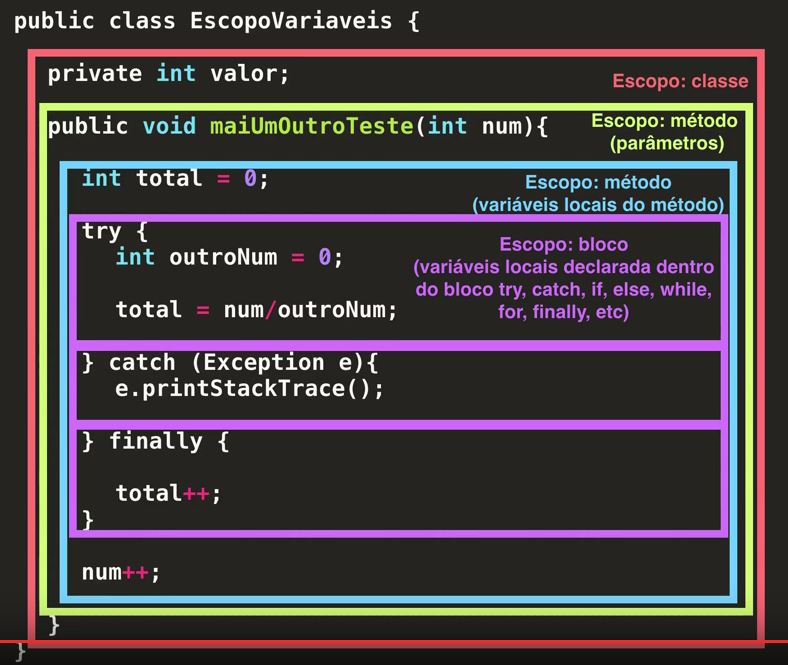 public class EscopoVariaveis {
private int valor;
Escopo: classe
public void maiUmOutroTeste(int num){
Escopo: método
(parâmetros)
int total = 0;
Escopo: método
(variáveis locais do método)
try {
int outroNum = 0;
total = num/outroNum;
Escopo: bloco
(variáveis locais declarada dentro
do bloco try, catch, if, else, while,
for, finally, etc)
} catch (Exception e){
e.printStackTrace();
} finally {
total++;
}
num++;
}
}